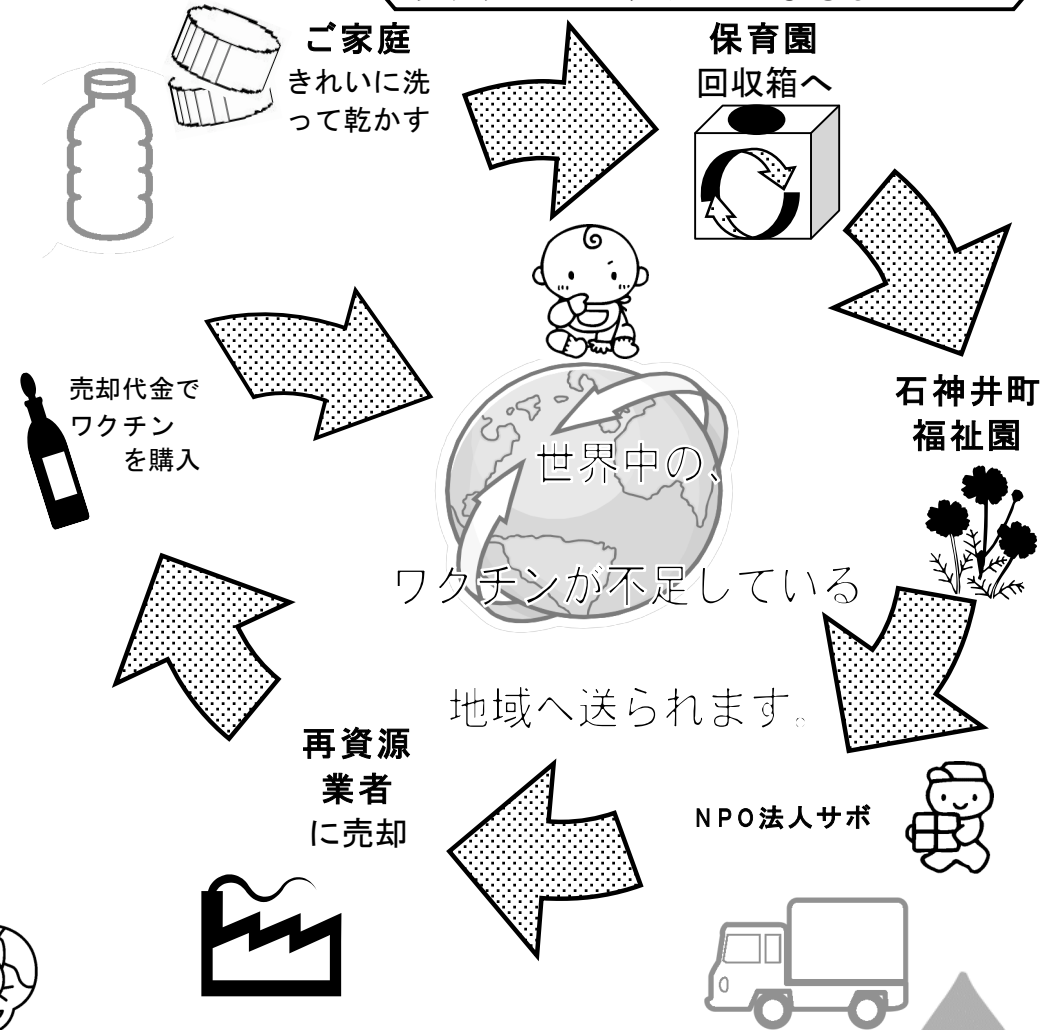 ご家庭
きれいに洗
って乾かす
保育園
回収箱へ
石神井町
福祉園
NPO法人サポ
再資源
業者
に売却
売却代金で
ワクチン
を購入
世界中の、
ワクチンが不足している
地域へ送られます。